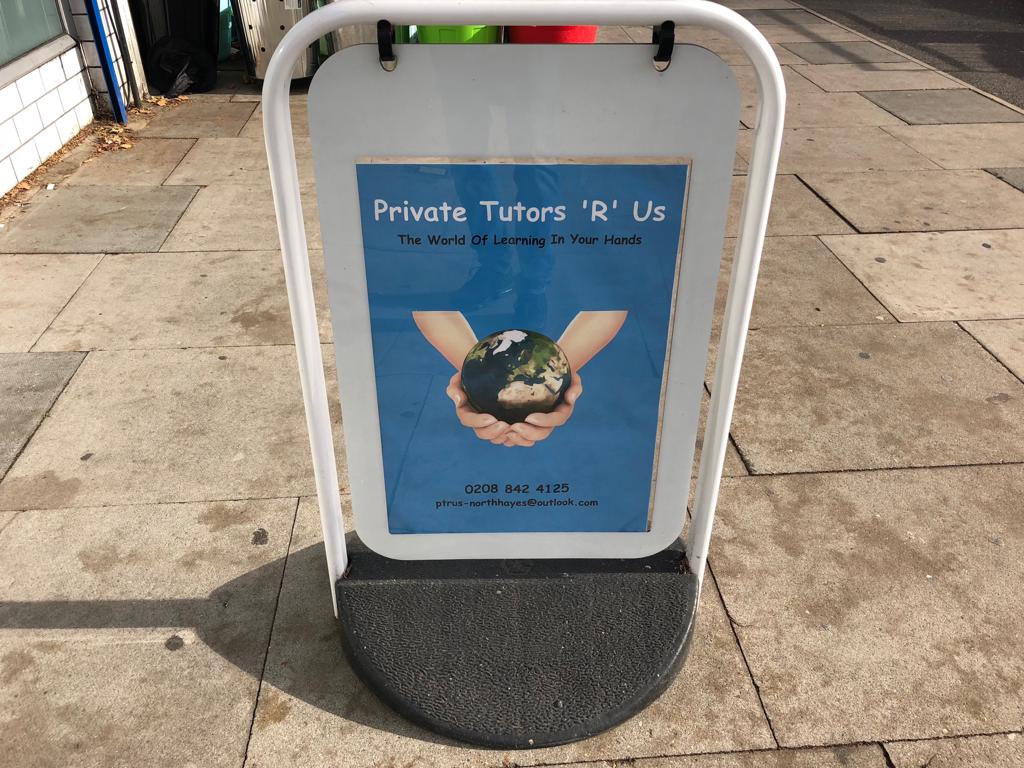 Private Tutors 'R' Us
The World Of Learning In Your Hands
0208 842 4125
ptrus-northhayes@outlook.com